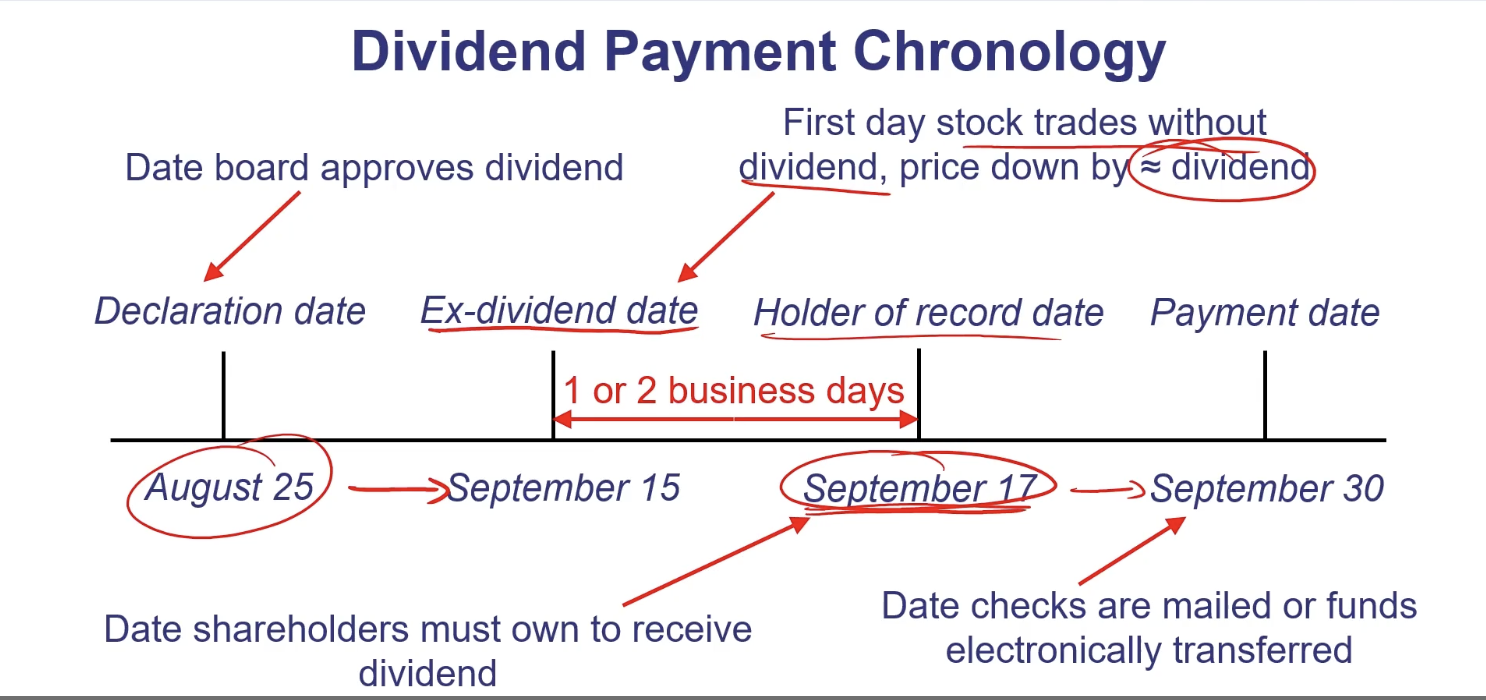 Dividend Payment Chronology
First day stock trades without
dividend, price down by ≈ dividend
Date board approves dividend
Declaration date
Ex-dividend date
Holder of record date
Payment date
1 or 2 business days
August 25
September 15
September 17
September 30
Date shareholders must own to receive
dividend
Date checks are mailed or funds
electronically transferred